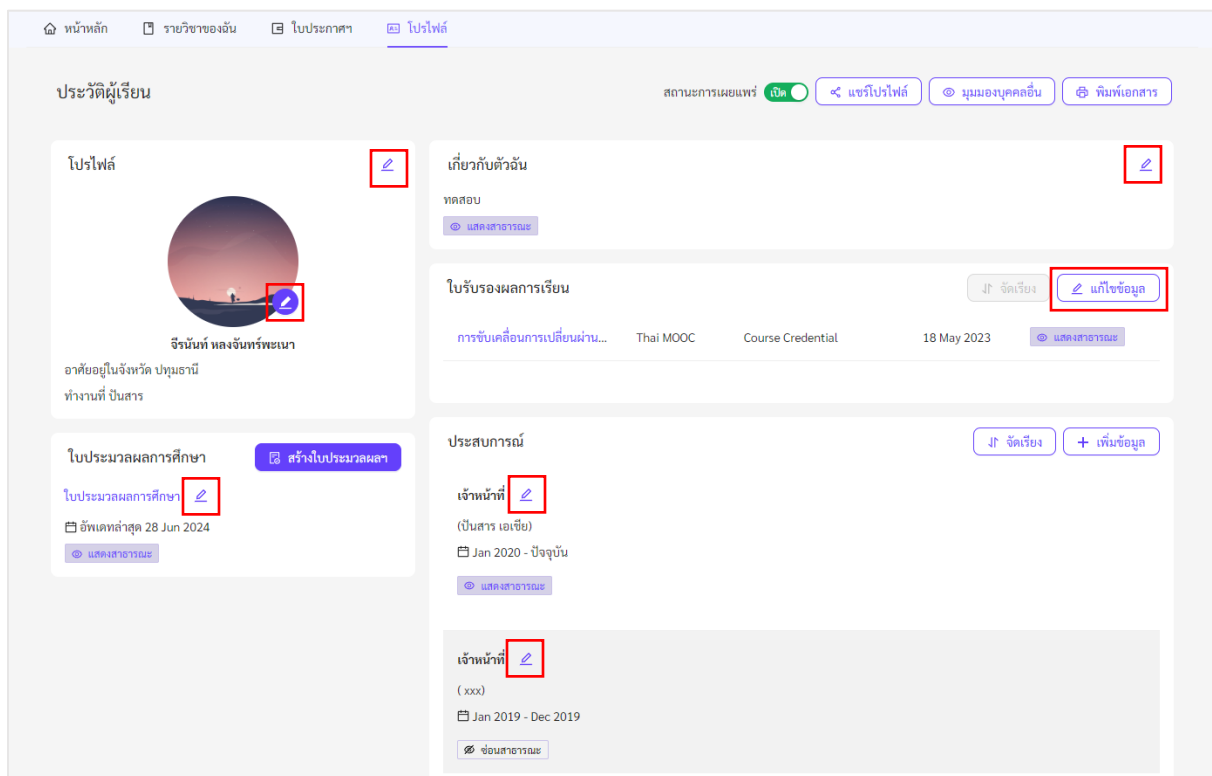 หน้าหลัก รายวิชาของฉัน ใบประกาศฯ โปรไฟล์
ประวัติผู้เรียน
สถานะการเผยแพร่ เปิด แชร์โปรไฟล์ มุมมองบุคคลอื่น พิมพ์เอกสาร
โปรไฟล์
จีรนันท์ หลงจันทร์พะเนา
อาศัยอยู่ในจังหวัด ปทุมธานี
ทำงานที่ ปันสาร
ใบประมวลผลการศึกษา สร้างใบประมวลผลฯ
ใบประมวลผลการศึกษา
อัพเดทล่าสุด 28 Jun 2024
แสดงสาธารณะ
เกี่ยวกับตัวฉัน
ทดสอบ
แสดงสาธารณะ
ใบรับรองผลการเรียน จัดเรียง แก้ไขข้อมูล
การขับเคลื่อนการเปลี่ยนผ่าน... Thai MOOC Course Credential 18 May 2023 แสดงสาธารณะ
ประสบการณ์ จัดเรียง + เพิ่มข้อมูล
เจ้าหน้าที่
(ปันสาร เอเชีย)
Jan 2020 - ปัจจุบัน
แสดงสาธารณะ
เจ้าหน้าที่
( xxx)
Jan 2019 - Dec 2019
ซ่อนสาธารณะ